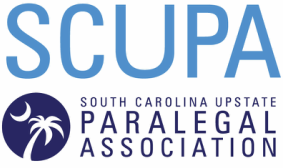 SCUPA
SOUTH CAROLINA UPSTATE
PARALEGAL
ASSOCIATION